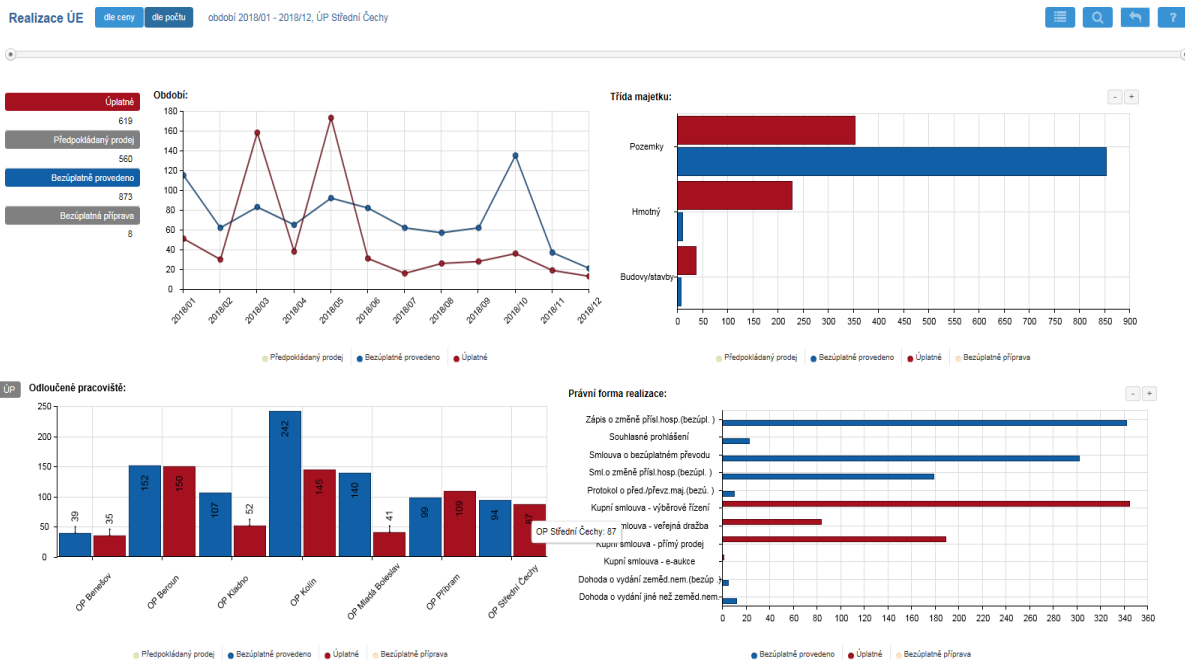 Realizace ÚE dle ceny dle počtu období 2018/01 - 2018/12, ÚP Střední Čechy ?
Úplatné
619
Předpokládaný prodej
560
Bezúplatně provedeno
873
Bezúplatná příprava
8
Období:
180
160
140
120
100
80
60
40
20
0
2018/01 2018/02 2018/03 2018/04 2018/05 2018/06 2018/07 2018/08 2018/09 2018/10 2018/11 2018/12
Předpokládaný prodej Bezúplatně provedeno Úplatné
Třída majetku: - +
Pozemky
Hmotný
Budovy/stavby
0 50 100 150 200 250 300 350 400 450 500 550 600 650 700 750 800 850 900
Předpokládaný prodej Bezúplatně provedeno Úplatné Bezúplatně příprava
ÚP Odloučené pracoviště:
250
200
150
100
50
0
39 35 152 150 107 52 242 145 140 41 99 109 94 87
OP Střední Čechy: 87
OP Benešov OP Beroun OP Kladno OP Kolín OP Mladá Boleslav OP Příbram OP Střední Čechy
Předpokládaný prodej Bezúplatně provedeno Úplatné Bezúplatně příprava
Právní forma realizace: - +
Zápis o změně přísl.hosp.(bezúpl. )
Souhlasné prohlášení
Smlouva o bezúplatném převodu
Sml.o změně přísl.hosp.(bezúpl. )
Protokol o před./převz.maj.(bezú. )
Kupní smlouva - výběrové řízení
mlouva - veřejná dražba
Kupní smlouva - přímý prodej
Kupní smlouva - e-aukce
Dohoda o vydání zeměd.nem.(bezúp .)
Dohoda o vydání jiné než zeměd.nem.
0 20 40 60 80 100 120 140 160 180 200 220 240 260 280 300 320 340 360
Bezúplatně provedeno Úplatné Bezúplatně příprava